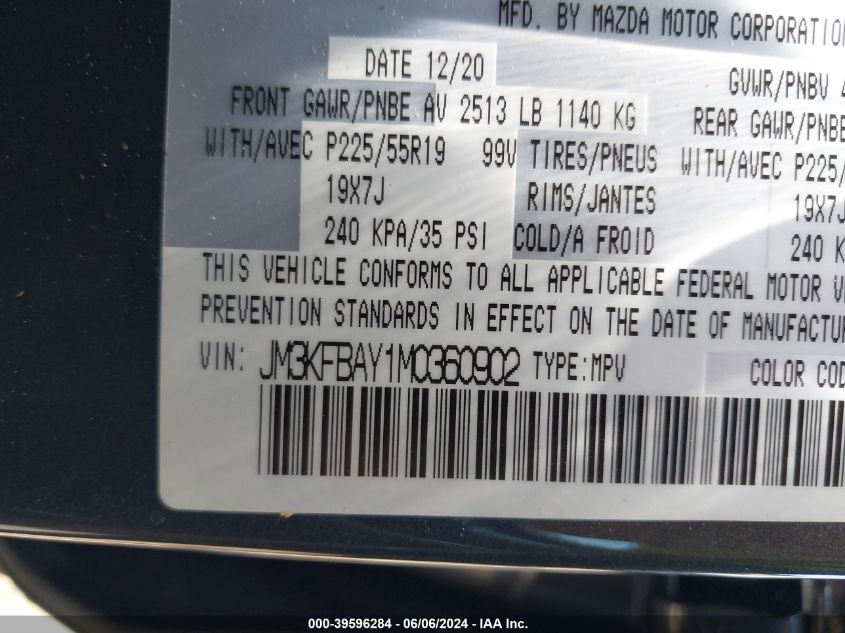 MFD. BY MAZDA MOTOR CORPORATION
DATE 12/20
GVWR/PNBV
FRONT GAWR/PNBE AV 2513 LB 1140 KG
REAR GAWR/PNBE
WITH/AVEC P225/55R19 99V TIRES/PNEUS WITH/AVEC P225/
19X7J RIMS/JANTES 19X7J
240 KPA/35 PSI COLD/A FROID 240 K
THIS VEHICLE CONFORMS TO ALL APPLICABLE FEDERAL MOTOR
PREVENTION STANDARDS IN EFFECT ON THE DATE OF MANUFACTU
VIN: JM3KFBAY1M0360902 TYPE:MPV COLOR COD
000-39596284 / 06/06/2024 - IAA Inc.